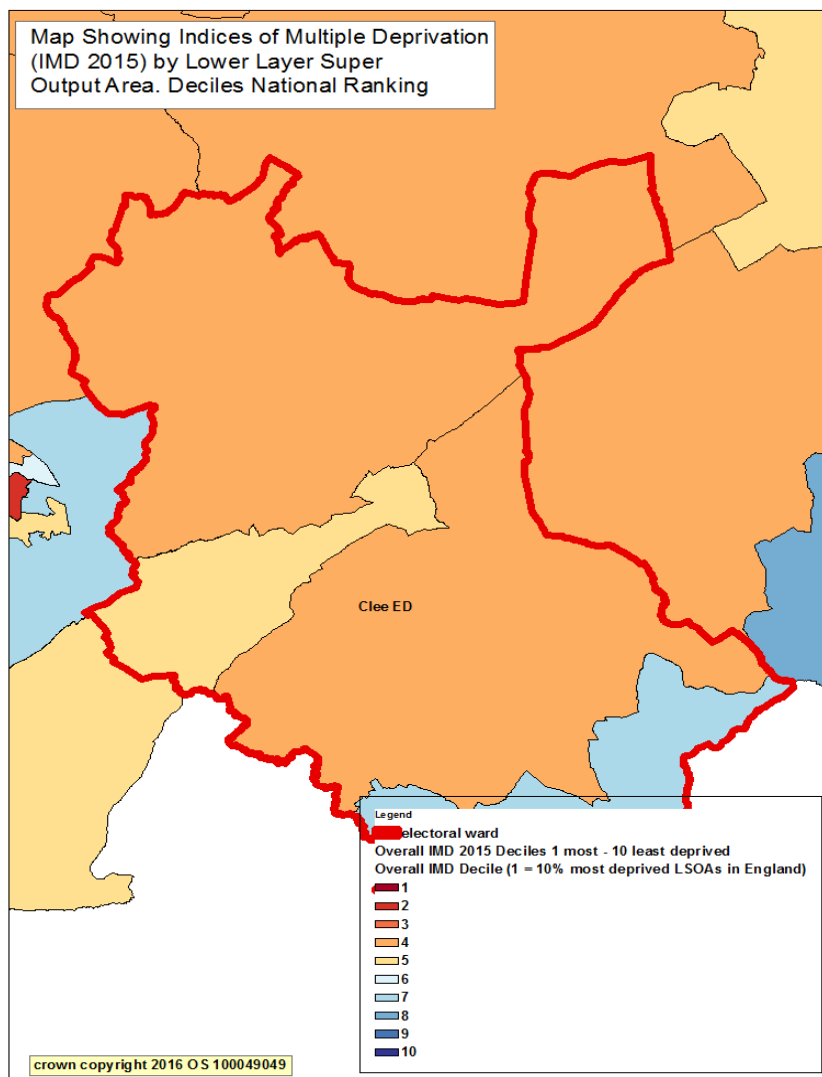 Map Showing Indices of Multiple Deprivation
(IMD 2015) by Lower Layer Super
Output Area. Deciles National Ranking
Clee ED
Legend
electoral ward
Overall IMD 2015 Deciles 1 most - 10 least deprived
Overall IMD Decile (1 = 10% most deprived LSOAs in England)
1
2
3
4
5
6
7
8
9
10
crown copyright 2016 OS 100049049